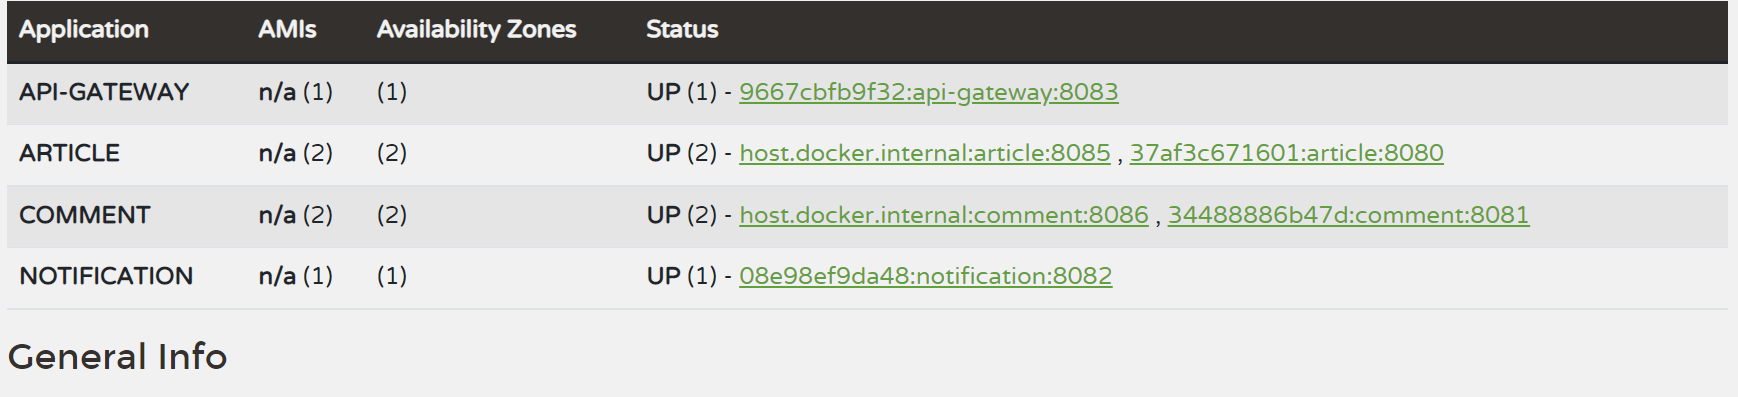 Application AMIs Availability Zones Status
API-GATEWAY n/a (1) (1) UP (1) - 9667cbfb9f32:api-gateway:8083
ARTICLE n/a (2) (2) UP (2) - host.docker.internal:article:8085 , 37af3c671601:article:8080
COMMENT n/a (2) (2) UP (2) - host.docker.internal:comment:8086 , 34488886b47d:comment:8081
NOTIFICATION n/a (1) (1) UP (1) - 08e98ef9da48:notification:8082
General Info